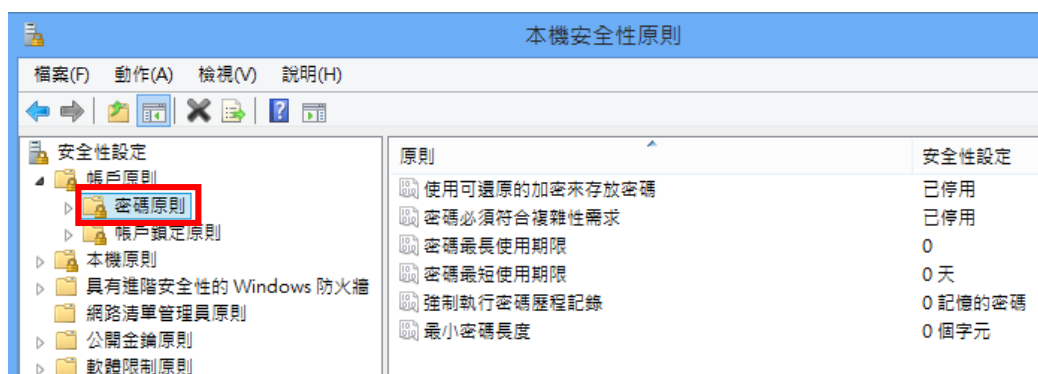 本機安全性原則
檔案(F) 動作(A) 檢視(V) 說明(H)
安全性設定
帳戶原則
密碼原則
帳戶鎖定原則
本機原則
具有進階安全性的 Windows 防火牆
網路清單管理員原則
公開金鑰原則
軟體限制原則
原則 安全性設定
使用可還原的加密來存放密碼 已停用
密碼必須符合複雜性需求 已停用
密碼最長使用期限 0
密碼最短使用期限 0 天
強制執行密碼歷程記錄 0 記憶的密碼
最小密碼長度 0 個字元